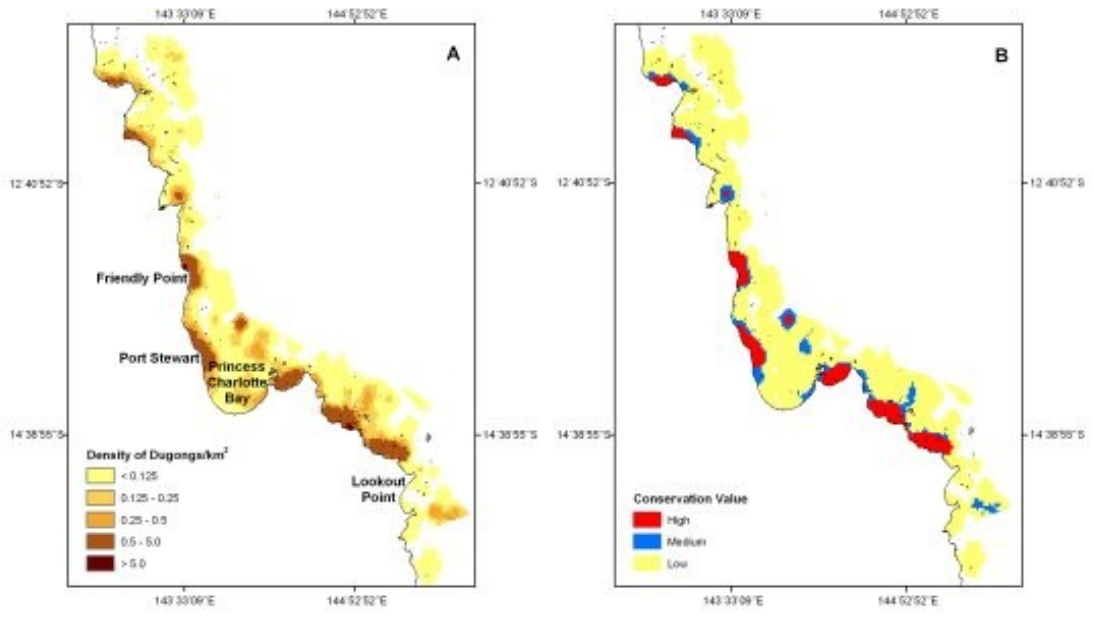 143°33'09"E
144°52'52"E
A
12°40'52"S
12°40'52"S
Friendly Point
Port Stewart
Princess
Charlotte
Bay
14°38'55"S
14°38'55"S
Density of Dugongs/km²
< 0.125
0.125 - 0.25
0.25 - 0.5
0.5 - 5.0
> 5.0
Lookout
Point
143°33'09"E
144°52'52"E
143°33'09"E
144°52'52"E
B
12°40'52"S
12°40'52"S
14°38'55"S
14°38'55"S
Conservation Value
High
Medium
Low
143°33'09"E
144°52'52"E